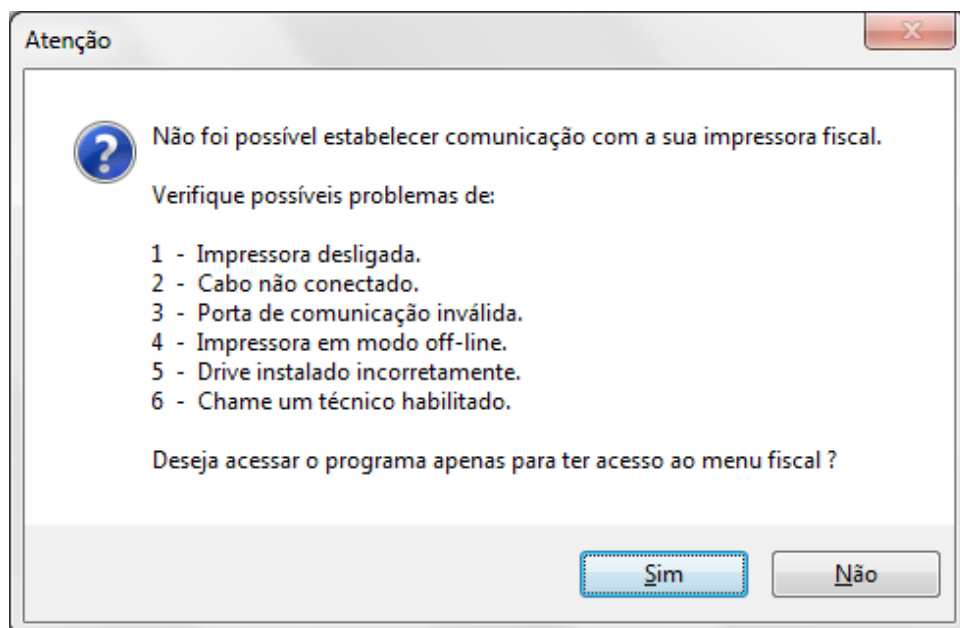 Atenção
Não foi possível estabelecer comunicação com a sua impressora fiscal.
Verifique possíveis problemas de:
1 - Impressora desligada.
2 - Cabo não conectado.
3 - Porta de comunicação inválida.
4 - Impressora em modo off-line.
5 - Drive instalado incorretamente.
6 - Chame um técnico habilitado.
Deseja acessar o programa apenas para ter acesso ao menu fiscal ?
Sim
Não